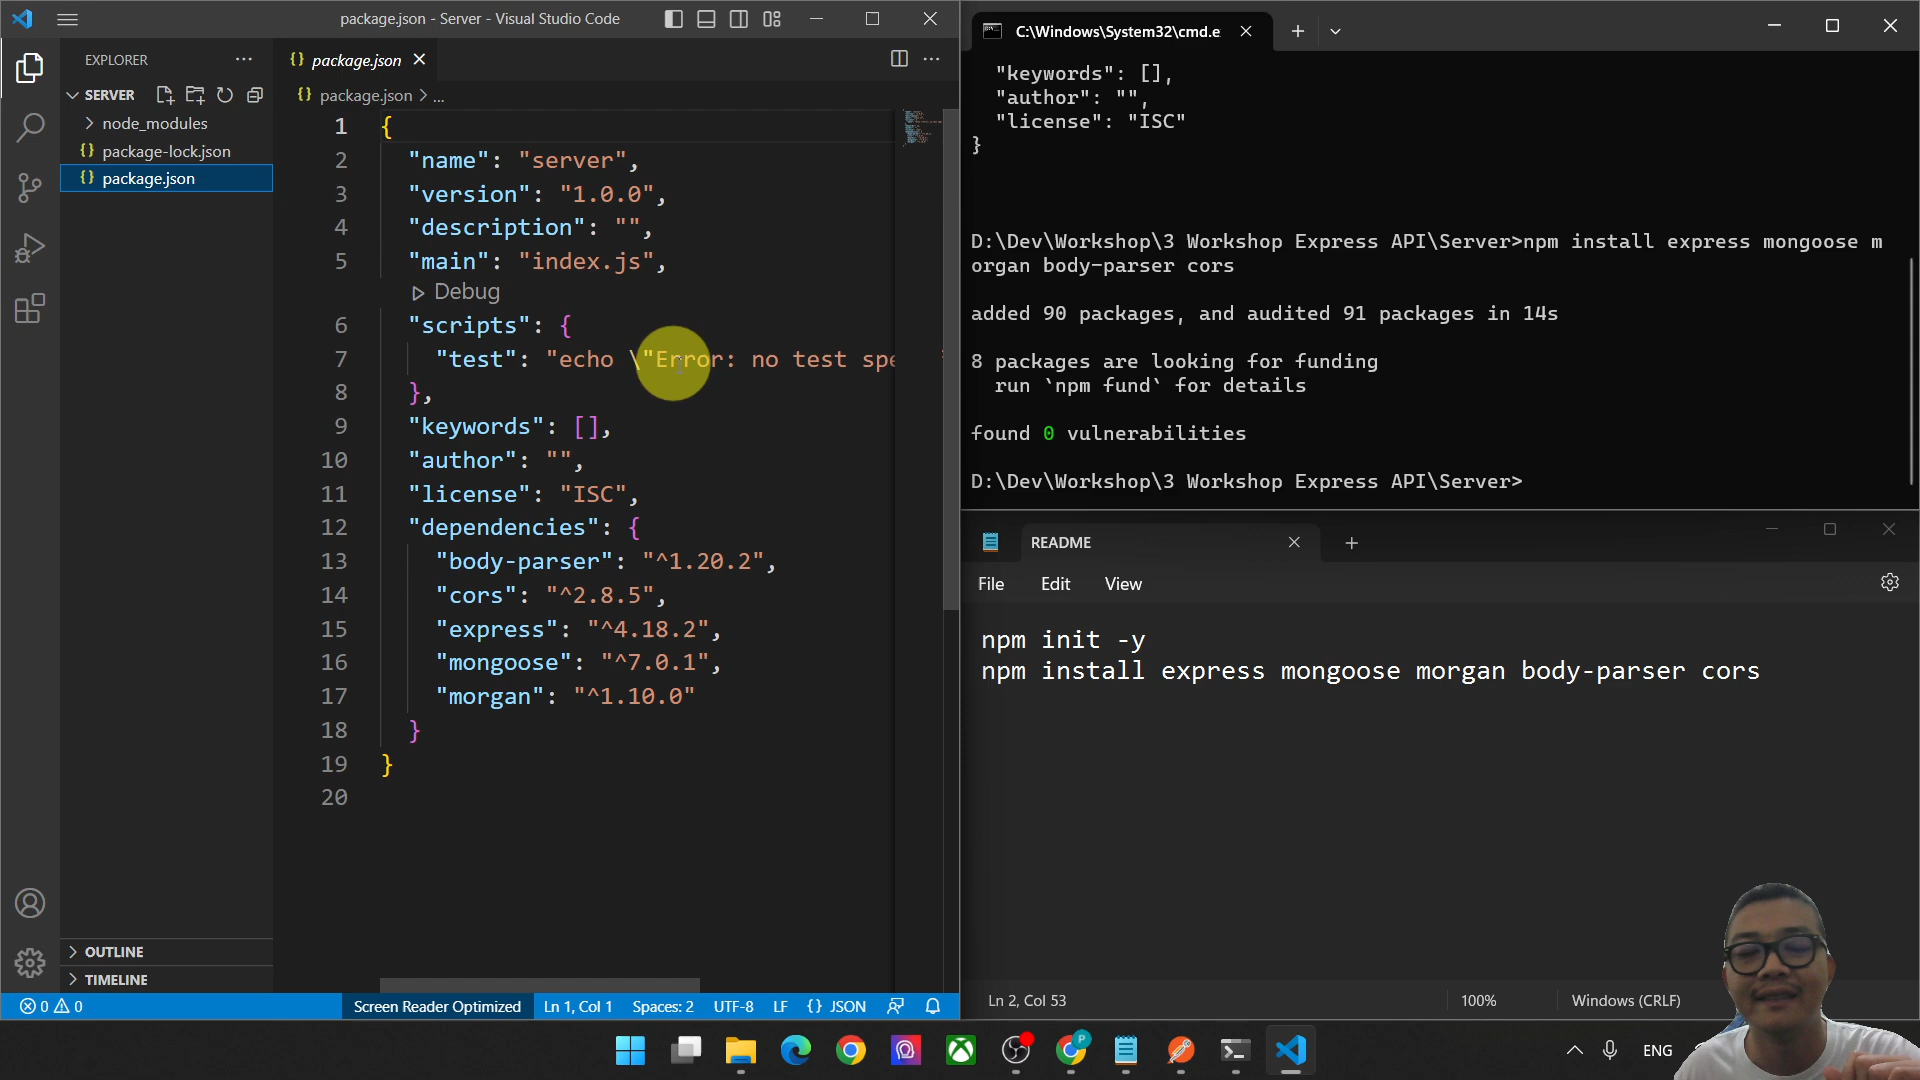 package.json - Server - Visual Studio Code
EXPLORER
SERVER
node_modules
package-lock.json
package.json
OUTLINE
TIMELINE
package.json
package.json > ...
1 {
2 "name": "server",
3 "version": "1.0.0",
4 "description": "",
5 "main": "index.js",
Debug
6 "scripts": {
7 "test": "echo \"Error: no test spe
8 },
9 "keywords": [],
10 "author": "",
11 "license": "ISC",
12 "dependencies": {
13 "body-parser": "^1.20.2",
14 "cors": "^2.8.5",
15 "express": "^4.18.2",
16 "mongoose": "^7.0.1",
17 "morgan": "^1.10.0"
18 }
19 }
20
0 0
Screen Reader Optimized
Ln 1, Col 1
Spaces: 2
UTF-8
LF
{} JSON
C:\Windows\System32\cmd.e
"keywords": [],
"author": "",
"license": "ISC"
}
D:\Dev\Workshop\3 Workshop Express API\Server>npm install express mongoose m
organ body-parser cors
added 90 packages, and audited 91 packages in 14s
8 packages are looking for funding
run `npm fund` for details
found 0 vulnerabilities
D:\Dev\Workshop\3 Workshop Express API\Server>
README
File Edit View
npm init -y
npm install express mongoose morgan body-parser cors
Ln 2, Col 53
100%
Windows (CRLF)
P
ENG